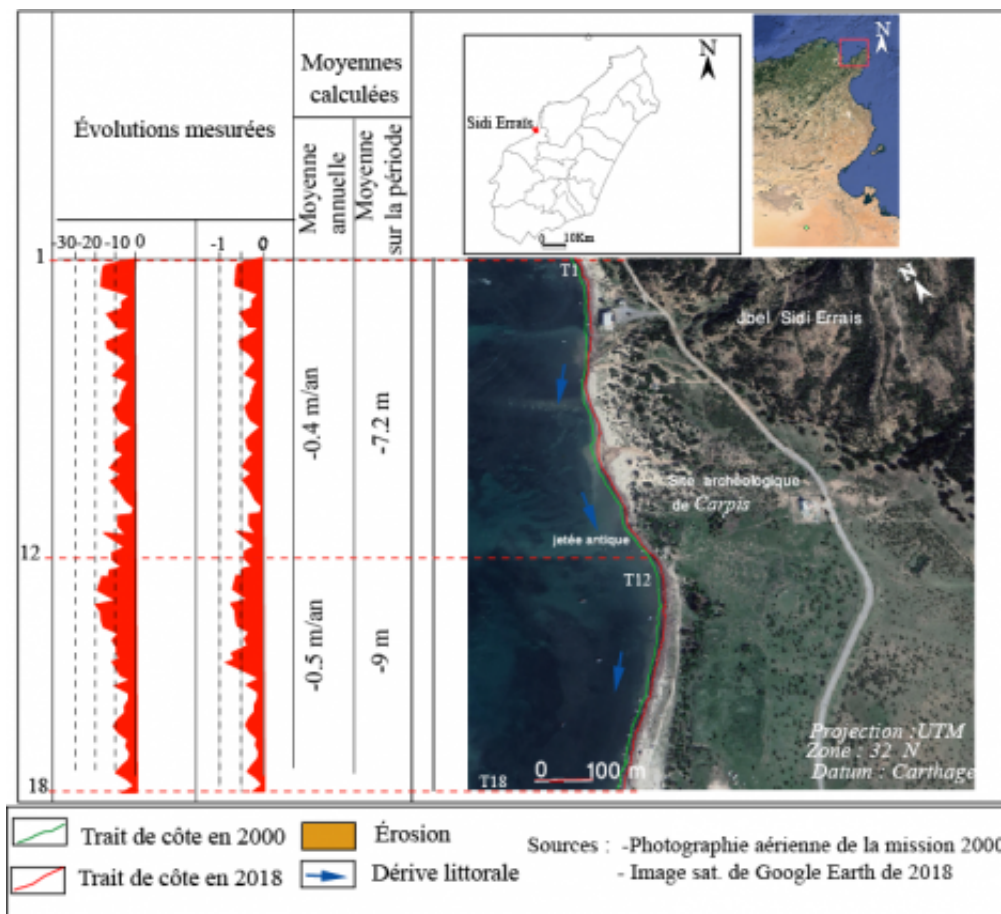 Évolutions mesurées
Moyennes
calculées
Moyenne
annuelle
Moyenne
sur la période
-30 -20 -10 0
-1 0
1
12
18
-0.4 m/an
-7.2 m
-0.5 m/an
-9 m
N
Sidi Erraïs
10Km
N
N
T1
Jbel Sidi Errais
Site archéologique
de Carpis
jetée antique
T12
T18
0 100 m
Projection :UTM
Zone : 32 N
Datum : Carthage
Trait de côte en 2000
Érosion
Trait de côte en 2018
Dérive littorale
Sources : -Photographie aérienne de la mission 2000
- Image sat. de Google Earth de 2018